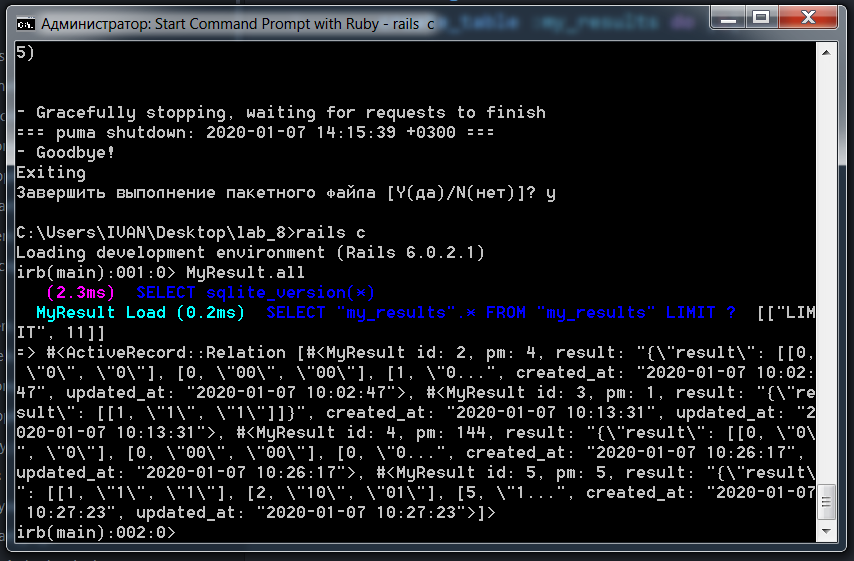 Администратор: Start Command Prompt with Ruby - rails c
_table :my_results do
5)
- Gracefully stopping, waiting for requests to finish
=== puma shutdown: 2020-01-07 14:15:39 +0300 ===
- Goodbye!
Exiting
Завершить выполнение пакетного файла [Y(да)/N(нет)]? y
C:\Users\IVAN\Desktop\lab_8>rails c
Loading development environment (Rails 6.0.2.1)
irb(main):001:0> MyResult.all
(2.3ms) SELECT sqlite_version(*)
MyResult Load (0.2ms) SELECT "my_results".* FROM "my_results" LIMIT ? [["LIM
IT", 11]]
=> #<ActiveRecord::Relation [#<MyResult id: 2, pm: 4, result: "{\"result\": [[0,
\"0\", \"0\"], [0, \"00\", \"00\"], [1, \"0...", created_at: "2020-01-07 10:02:
47", updated_at: "2020-01-07 10:02:47">, #<MyResult id: 3, pm: 1, result: "{\"re
sult\": [[1, \"1\", \"1\"]]}", created_at: "2020-01-07 10:13:31", updated_at: "2
020-01-07 10:13:31">, #<MyResult id: 4, pm: 144, result: "{\"result\": [[0, \"0\
", \"0\"], [0, \"00\", \"00\"], [0, \"0...", created_at: "2020-01-07 10:26:17",
updated_at: "2020-01-07 10:26:17">, #<MyResult id: 5, pm: 5, result: "{\"result\
": [[1, \"1\", \"1\"], [2, \"10\", \"01\"], [5, \"1...", created_at: "2020-01-07
10:27:23", updated_at: "2020-01-07 10:27:23">]>
irb(main):002:0>